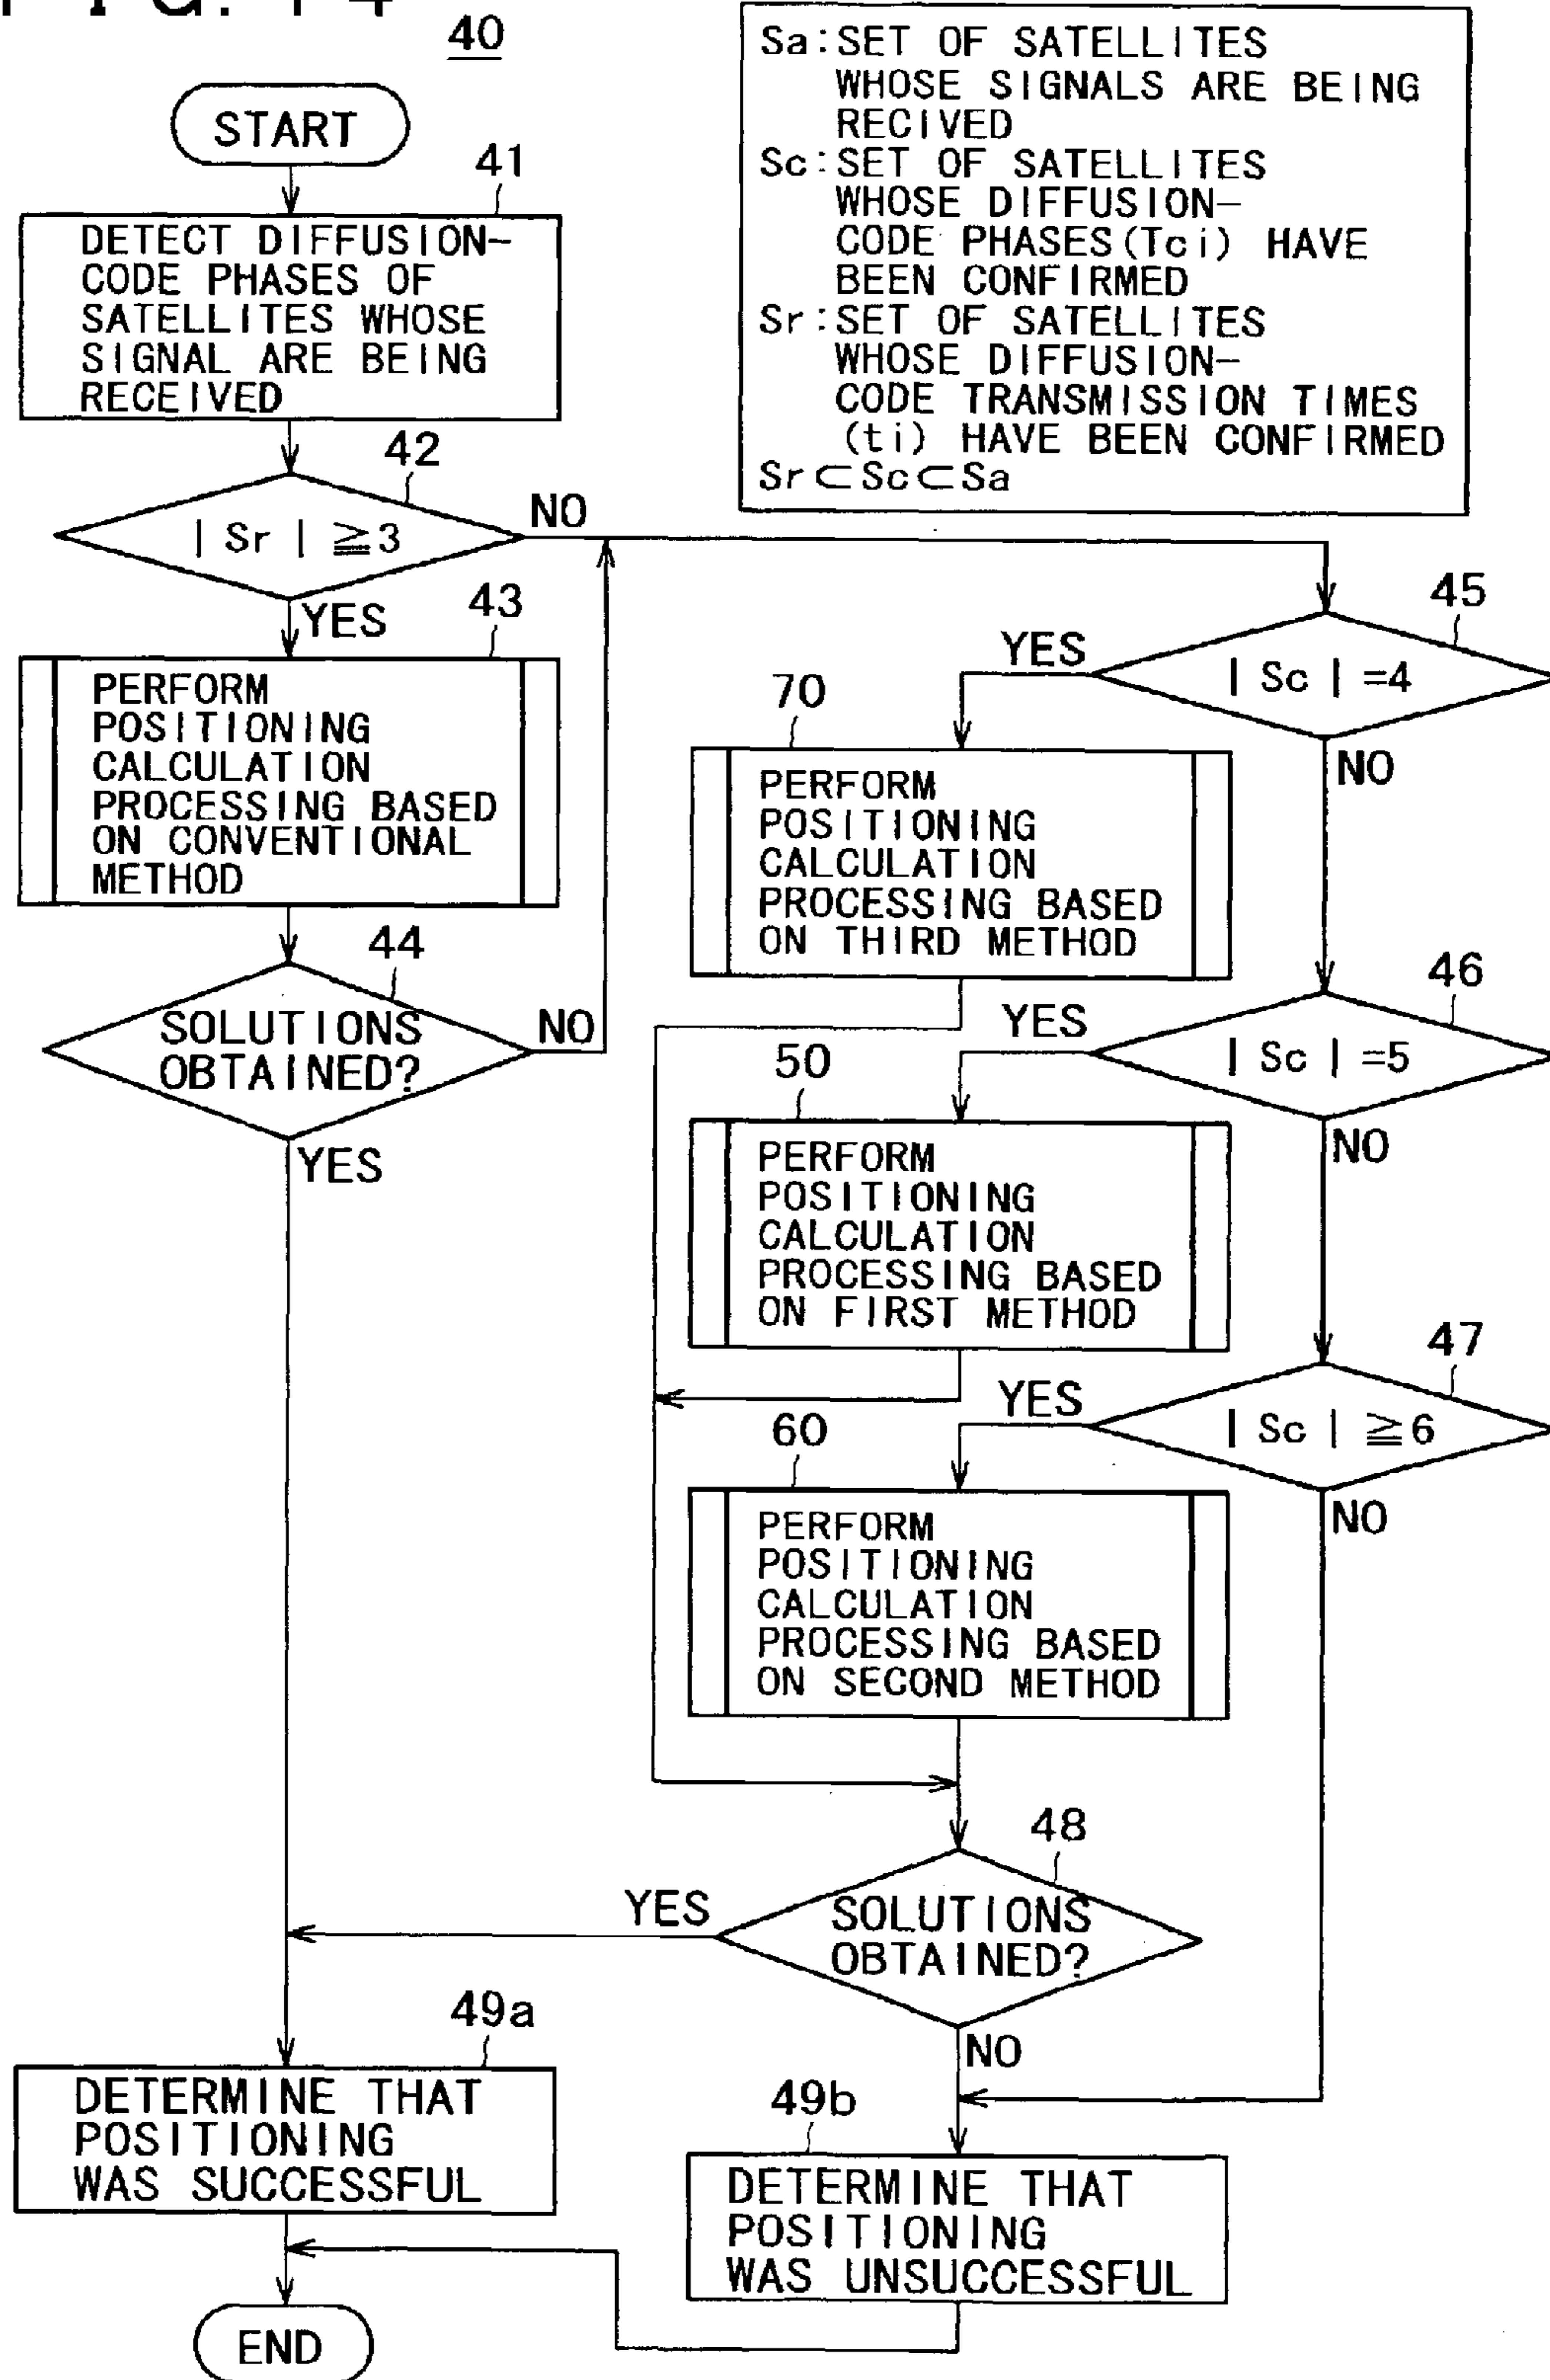 FIG. 14
40
START
41
DETECT DIFFUSION-
CODE PHASES OF
SATELLITES WHOSE
SIGNAL ARE BEING
RECEIVED
42
| Sr | ≧3
NO
YES
43
PERFORM
POSITIONING
CALCULATION
PROCESSING BASED
ON CONVENTIONAL
METHOD
44
SOLUTIONS
OBTAINED?
NO
YES
Sa:SET OF SATELLITES
WHOSE SIGNALS ARE BEING
RECIVED
Sc:SET OF SATELLITES
WHOSE DIFFUSION-
CODE PHASES(Tci) HAVE
BEEN CONFIRMED
Sr:SET OF SATELLITES
WHOSE DIFFUSION-
CODE TRANSMISSION TIMES
(ti) HAVE BEEN CONFIRMED
Sr⊂Sc⊂Sa
45
| Sc | =4
YES
NO
70
PERFORM
POSITIONING
CALCULATION
PROCESSING BASED
ON THIRD METHOD
46
| Sc | =5
YES
NO
50
PERFORM
POSITIONING
CALCULATION
PROCESSING BASED
ON FIRST METHOD
47
| Sc | ≧6
YES
NO
60
PERFORM
POSITIONING
CALCULATION
PROCESSING BASED
ON SECOND METHOD
48
SOLUTIONS
OBTAINED?
YES
NO
49a
DETERMINE THAT
POSITIONING
WAS SUCCESSFUL
49b
DETERMINE THAT
POSITIONING
WAS UNSUCCESSFUL
END